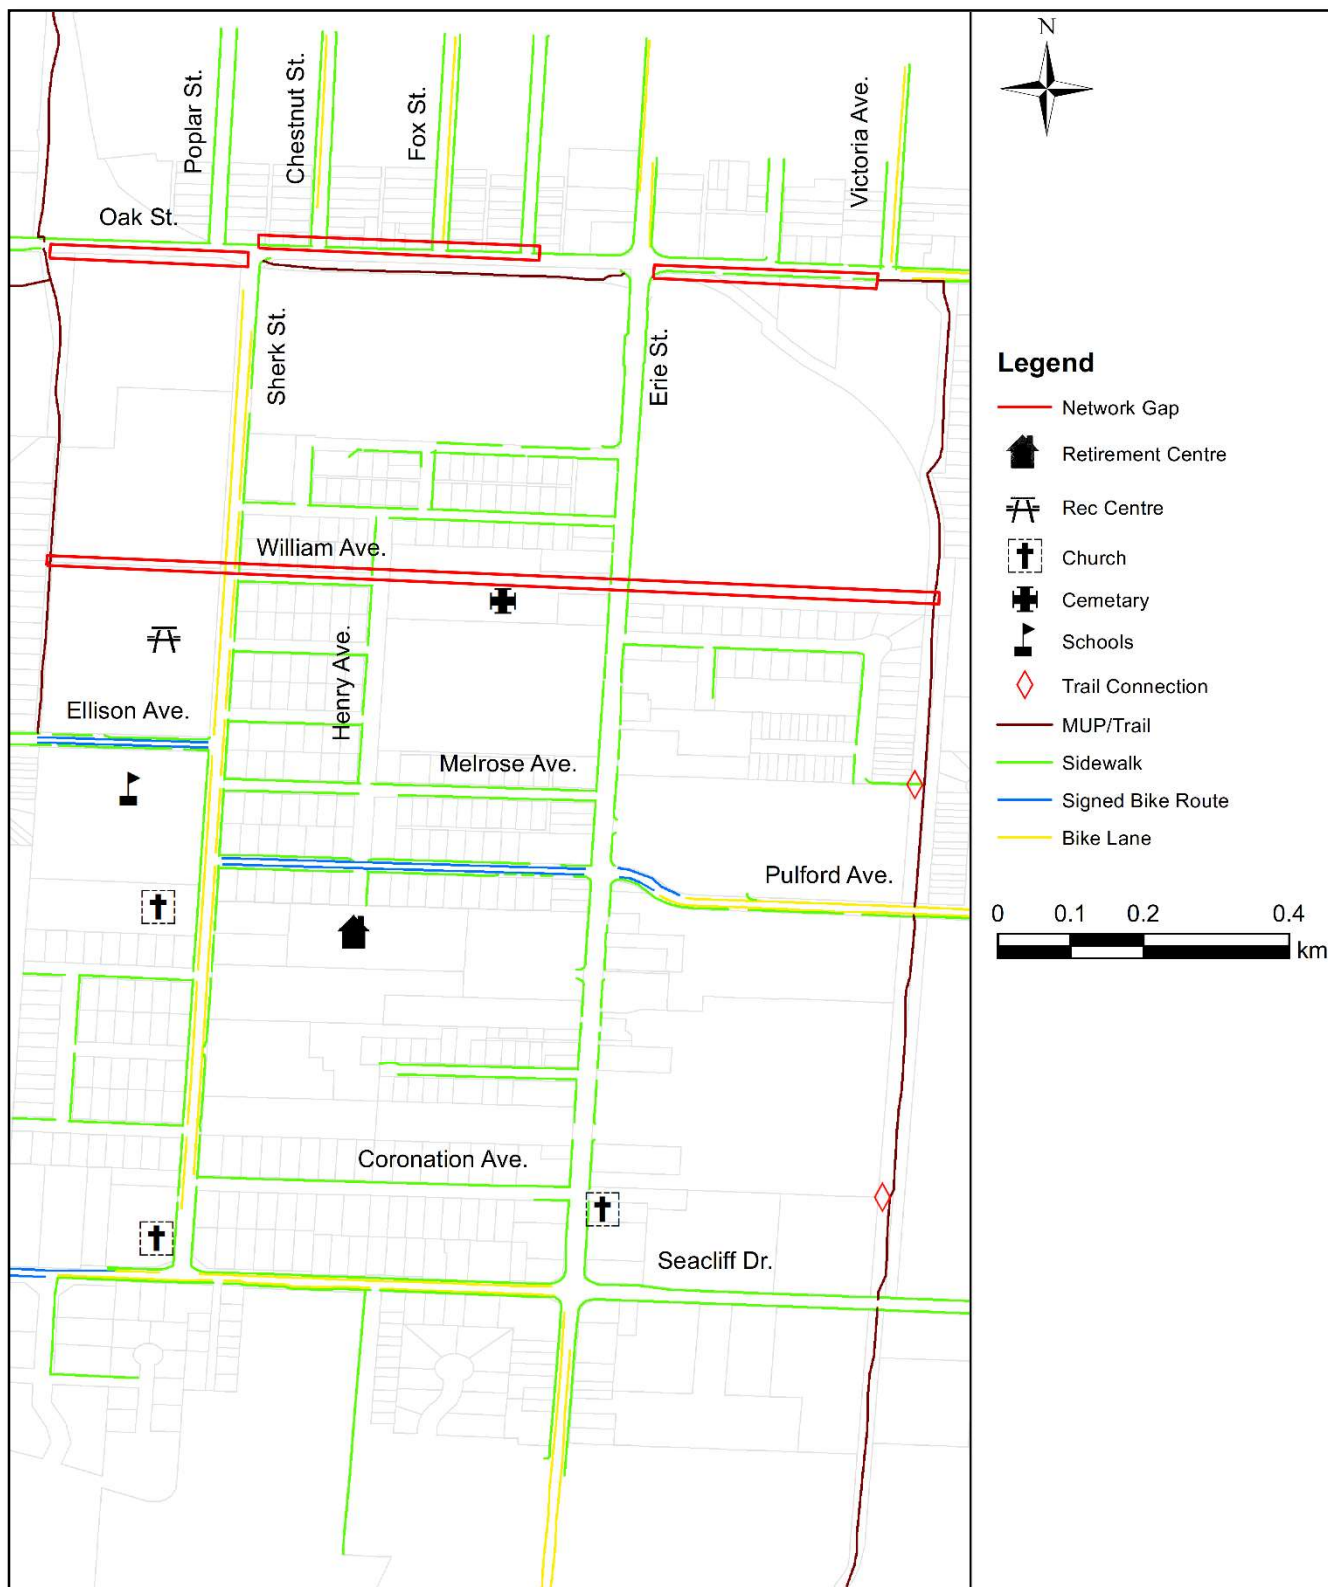 N
Poplar St.
Chestnut St.
Fox St.
Victoria Ave.
Oak St.
Sherk St.
Erie St.
William Ave.
Henry Ave.
Ellison Ave.
Melrose Ave.
Pulford Ave.
Coronation Ave.
Seacliff Dr.
Legend
Network Gap
Retirement Centre
Rec Centre
Church
Cemetary
Schools
Trail Connection
MUP/Trail
Sidewalk
Signed Bike Route
Bike Lane
0 0.1 0.2 0.4
km